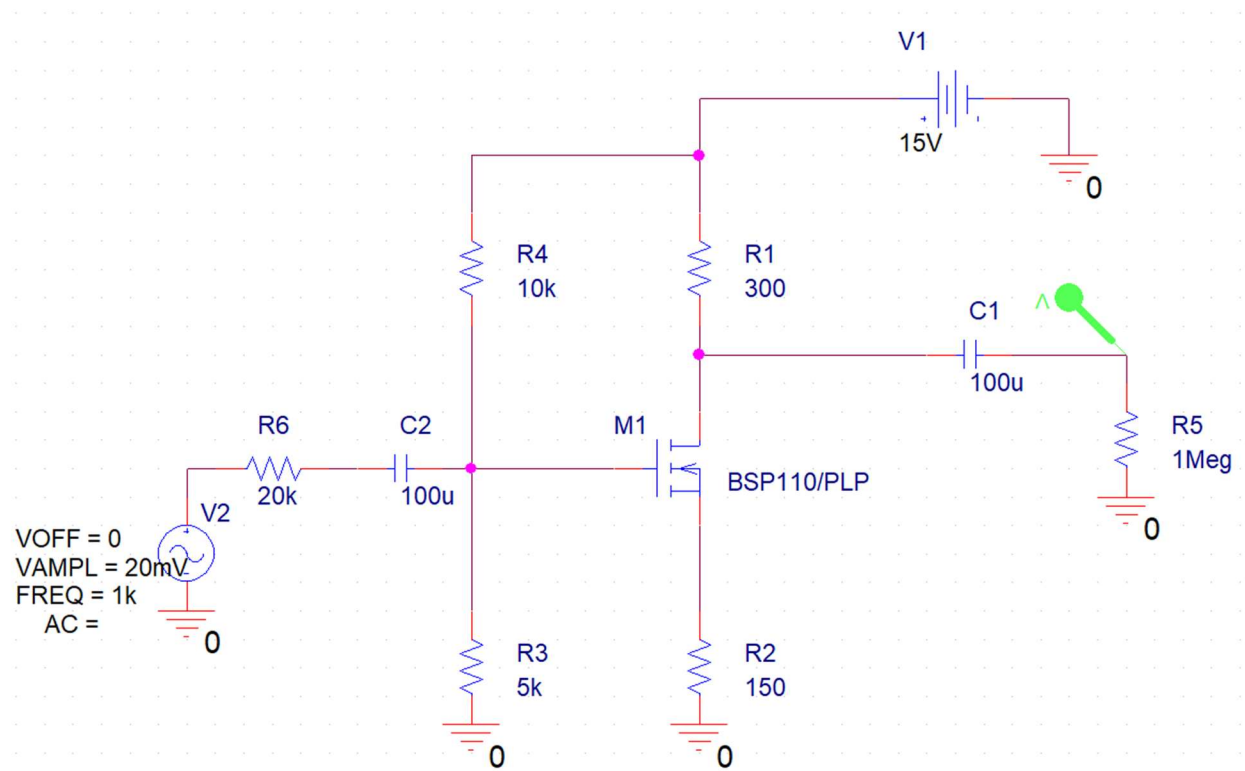 V1
15V
0
R4
10k
R1
300
C1
100u
V
R5
1Meg
0
R6
20k
C2
100u
M1
BSP110/PLP
V2
VOFF = 0
VAMPL = 20mV
FREQ = 1k
AC =
0
R3
5k
0
R2
150
0